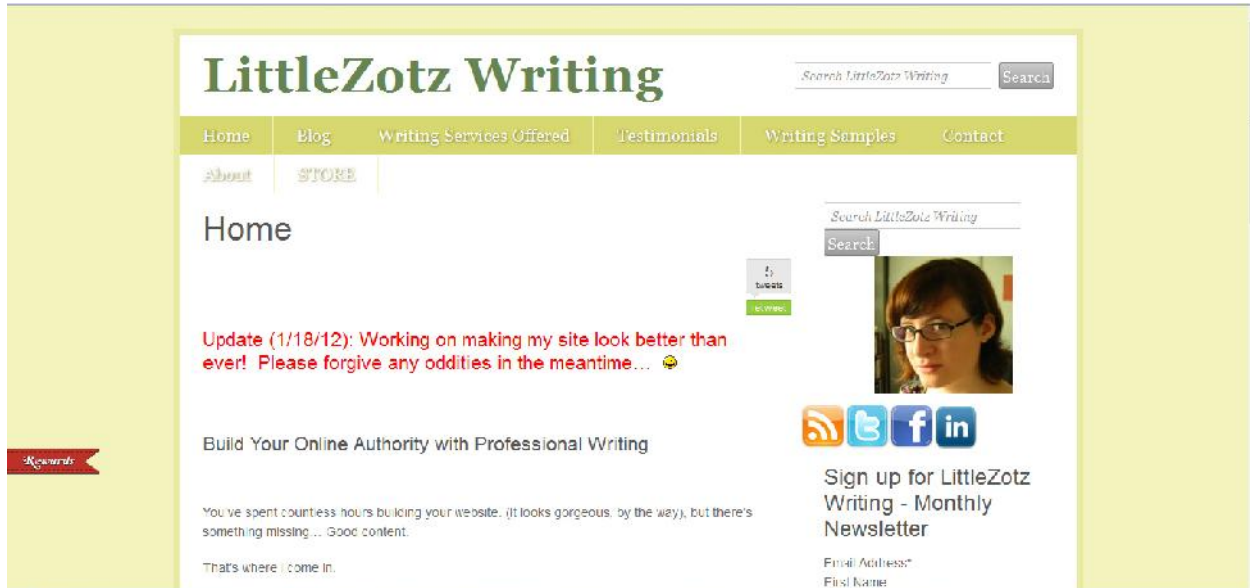 LittleZotz Writing
Search LittleZotz Writing
Search
Home Blog Writing Services Offered Testimonials Writing Samples Contact
About STORE
Home
5
tweets
retweet
Update (1/18/12): Working on making my site look better than
ever! Please forgive any oddities in the meantime...
Build Your Online Authority with Professional Writing
You've spent countless hours building your website. (It looks gorgeous, by the way), but there's
something missing... Good content.
That's where I come in.
Search LittleZotz Writing
Search
in
Sign up for LittleZotz
Writing - Monthly
Newsletter
Email Address*
First Name
Rewards